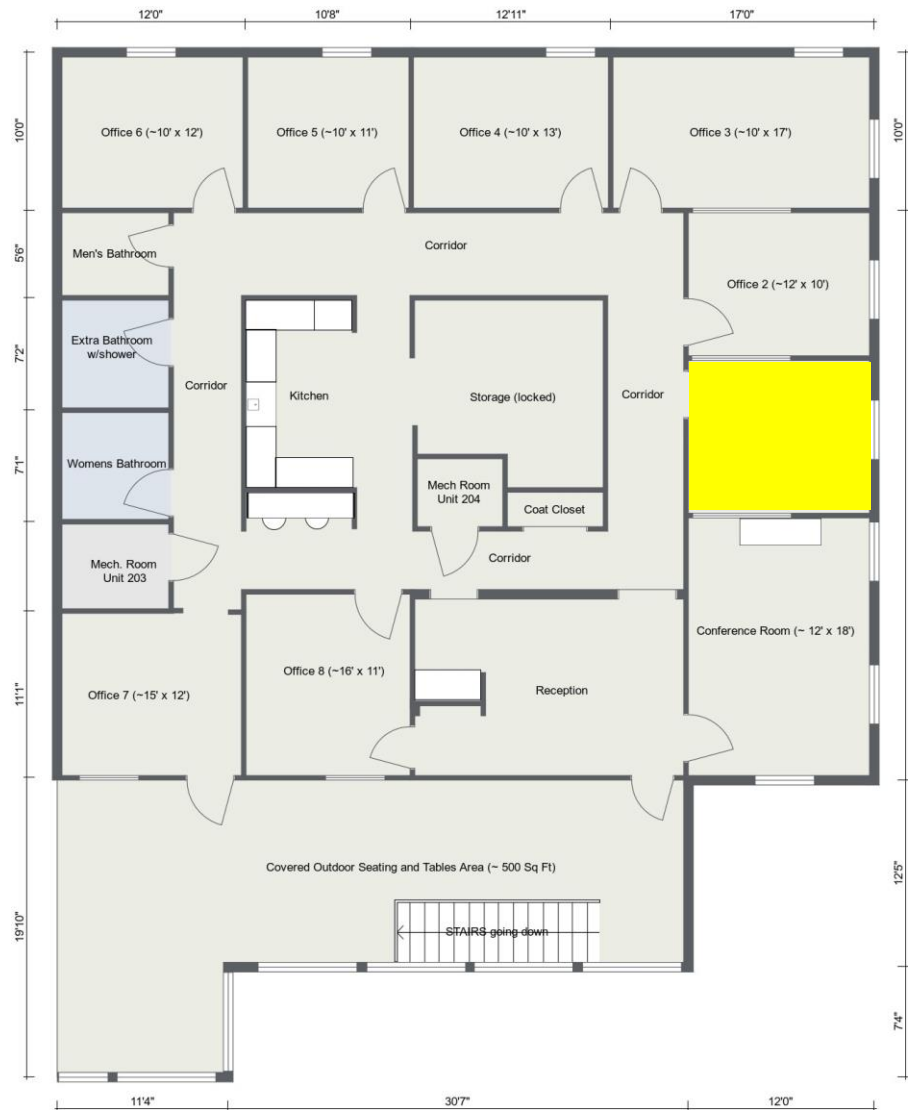 12'0"
10'8"
12'11"
17'0"
10'0"
10'0"
Office 6 (~10' x 12')
Office 5 (~10' x 11')
Office 4 (~10' x 13')
Office 3 (~10' x 17')
5'6"
Men's Bathroom
Corridor
Office 2 (~12' x 10')
7'2"
Extra Bathroom
w/shower
Corridor
Kitchen
Storage (locked)
Corridor
7'1"
Womens Bathroom
Mech Room
Unit 204
Coat Closet
Mech. Room
Unit 203
Corridor
Conference Room (~ 12' x 18')
11'1"
Office 7 (~15' x 12')
Office 8 (~16' x 11')
Reception
Covered Outdoor Seating and Tables Area (~ 500 Sq Ft)
12'5"
19'10"
STAIRS going down
7'4"
11'4"
30'7"
12'0"